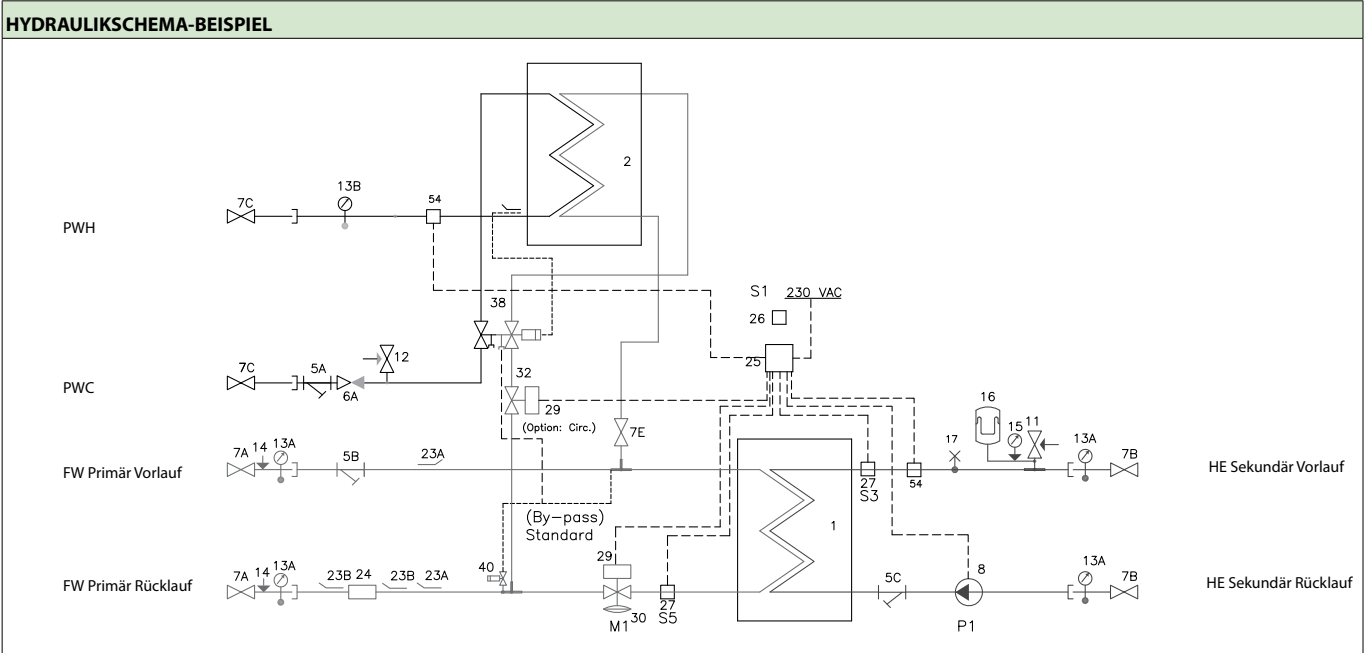 HYDRAULIKSCHEMA-BEISPIEL
2
7C 13B 54
PWH
S1 230 VAC
26
38
25
7C 5A 6A 12
PWC
32
29
(Option: Circ.)
7E
16
15 11
17
7A 14 13A 5B 23A
13A 7B
FW Primär Vorlauf
HE Sekundär Vorlauf
27
S3
54
1
(By-pass)
Standard
29
40
7A 14 13A 23B 24 23B 23A
5C 8 13A 7B
FW Primär Rücklauf
HE Sekundär Rücklauf
27
S5
M1 30
P1